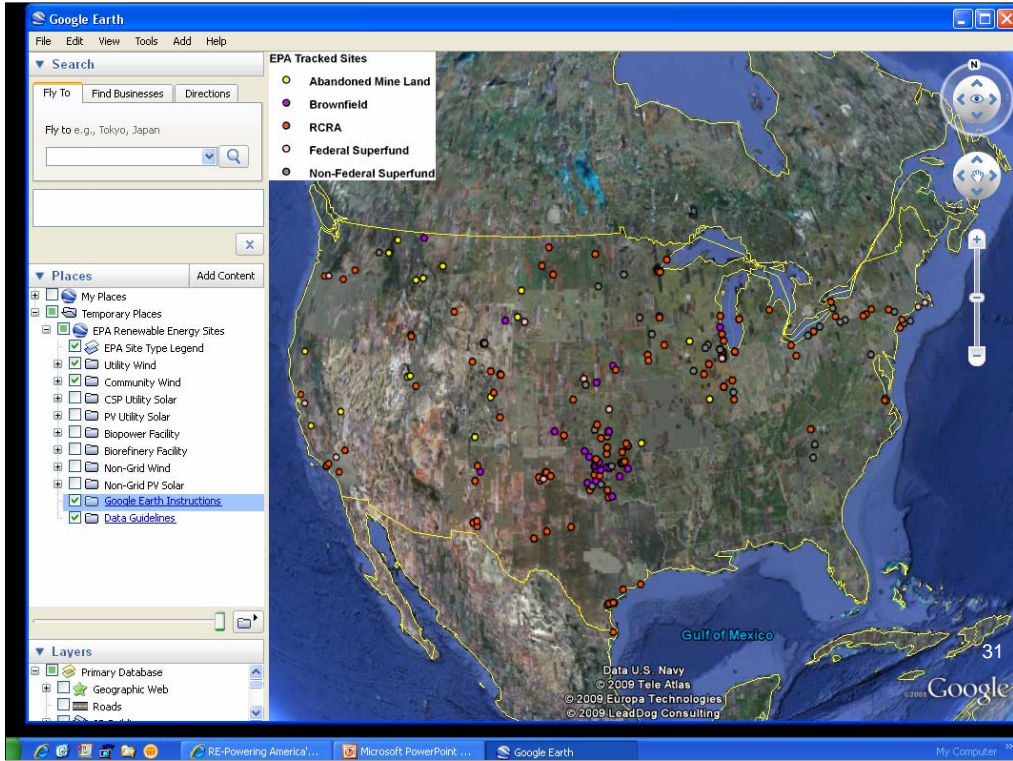 Google Earth
File Edit View Tools Add Help
Search
Fly To Find Businesses Directions
Fly to e.g., Tokyo, Japan
Places Add Content
My Places
Temporary Places
EPA Renewable Energy Sites
EPA Site Type Legend
Utility Wind
Community Wind
CSP Utility Solar
PV Utility Solar
Biopower Facility
Biorefinery Facility
Non-Grid Wind
Non-Grid PV Solar
Google Earth Instructions
Data Guidelines
Layers
Primary Database
Geographic Web
Roads
EPA Tracked Sites
Abandoned Mine Land
Brownfield
RCRA
Federal Superfund
Non-Federal Superfund
N
Gulf of Mexico
31
Data U.S. Navy
© 2009 Tele Atlas
© 2009 Europa Technologies
© 2009 LeadDog Consulting
©2009 Google
RE-Powering America'... Microsoft PowerPoint ... Google Earth My Computer